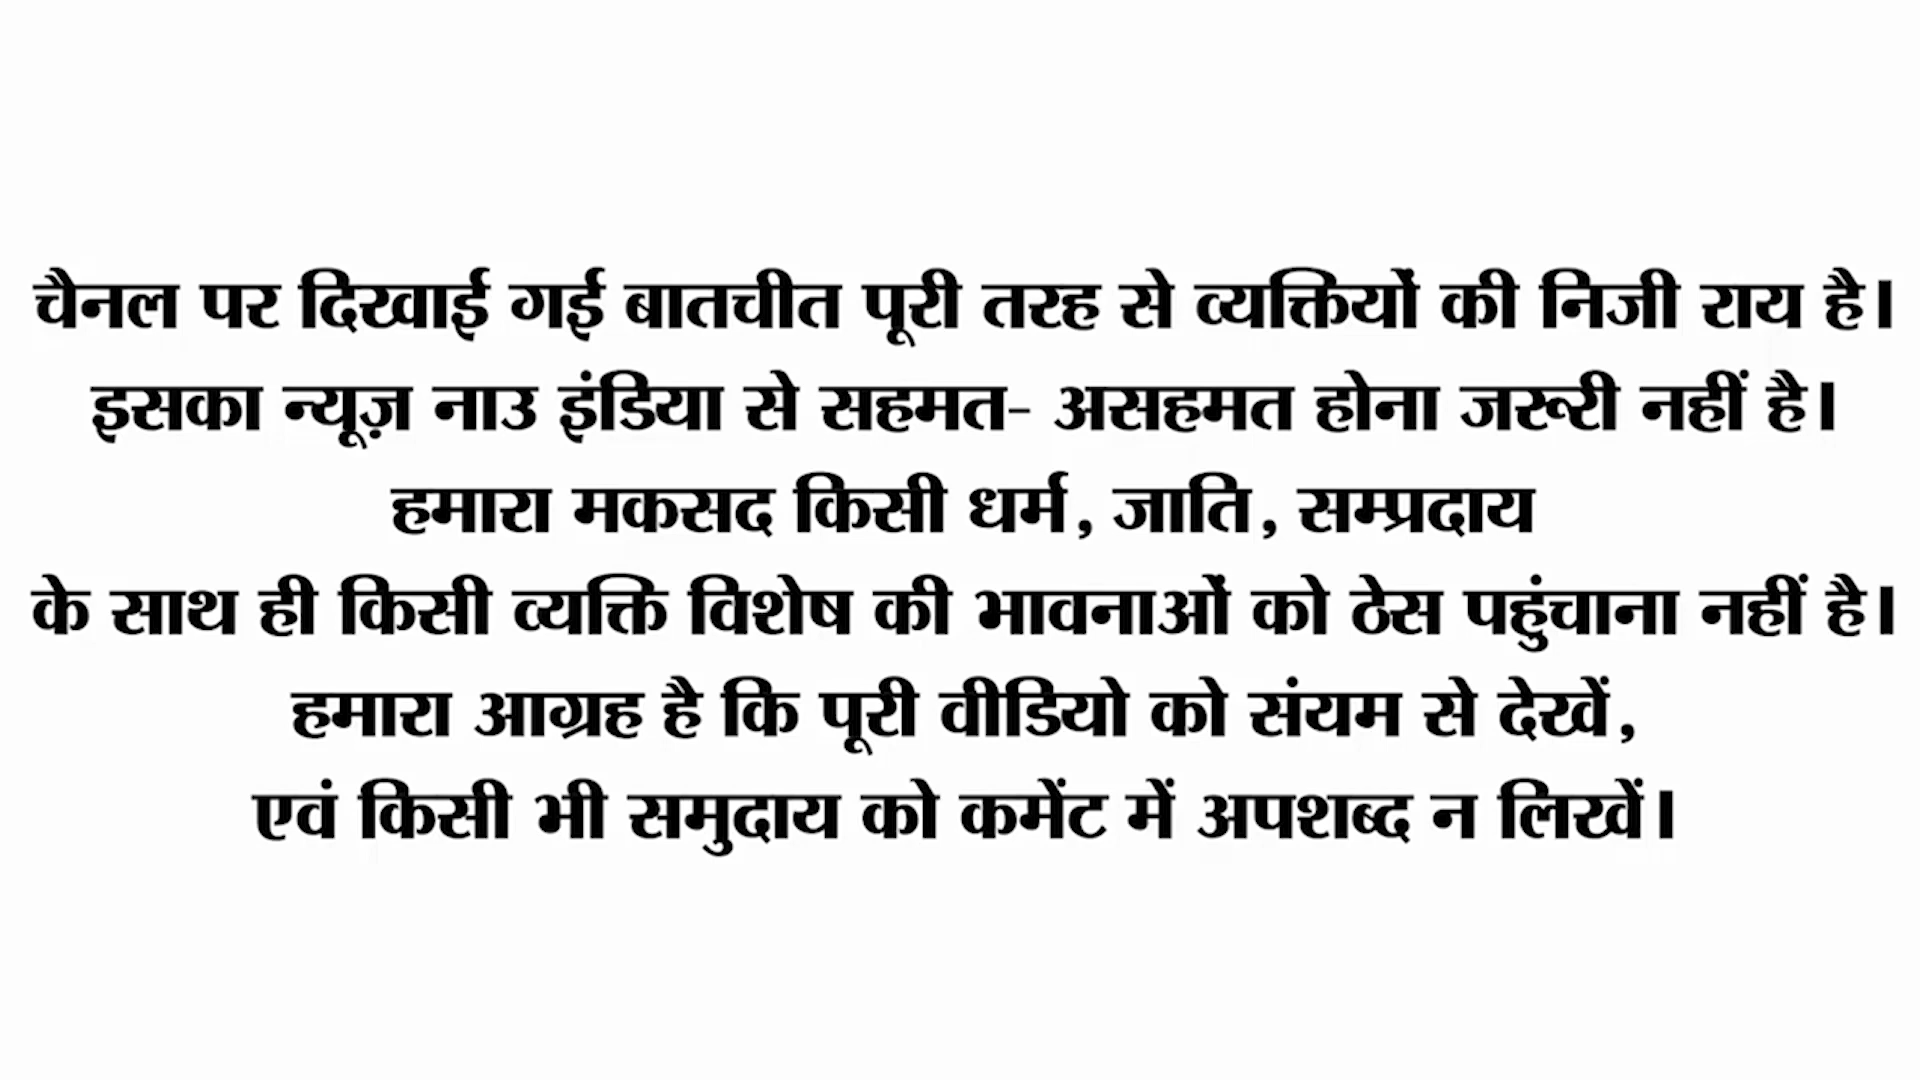 चैनल पर दिखाई गई बातचीत पूरी तरह से व्यक्तियों की निजी राय है।
इसका न्यूज़ नाउ इंडिया से सहमत- असहमत होना जरूरी नहीं है।
हमारा मकसद किसी धर्म, जाति, सम्प्रदाय
के साथ ही किसी व्यक्ति विशेष की भावनाओं को ठेस पहुंचाना नहीं है।
हमारा आग्रह है कि पूरी वीडियो को संयम से देखें,
एवं किसी भी समुदाय को कमेंट में अपशब्द न लिखें।